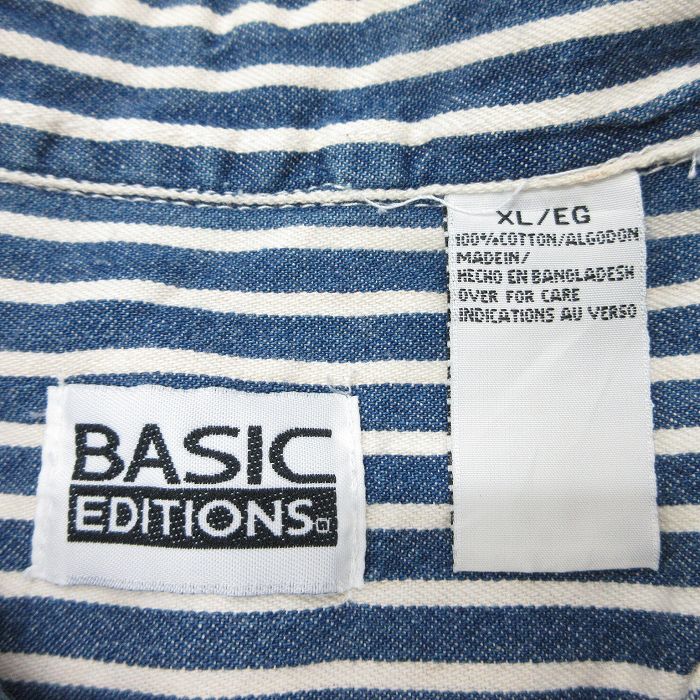 BASIC
EDITIONS
XL/EG
100%COTTON/ALGODON
MADEIN/
HECHO EN BANGLADESH
OVER FOR CARE
INDICATIONS AU VERSO